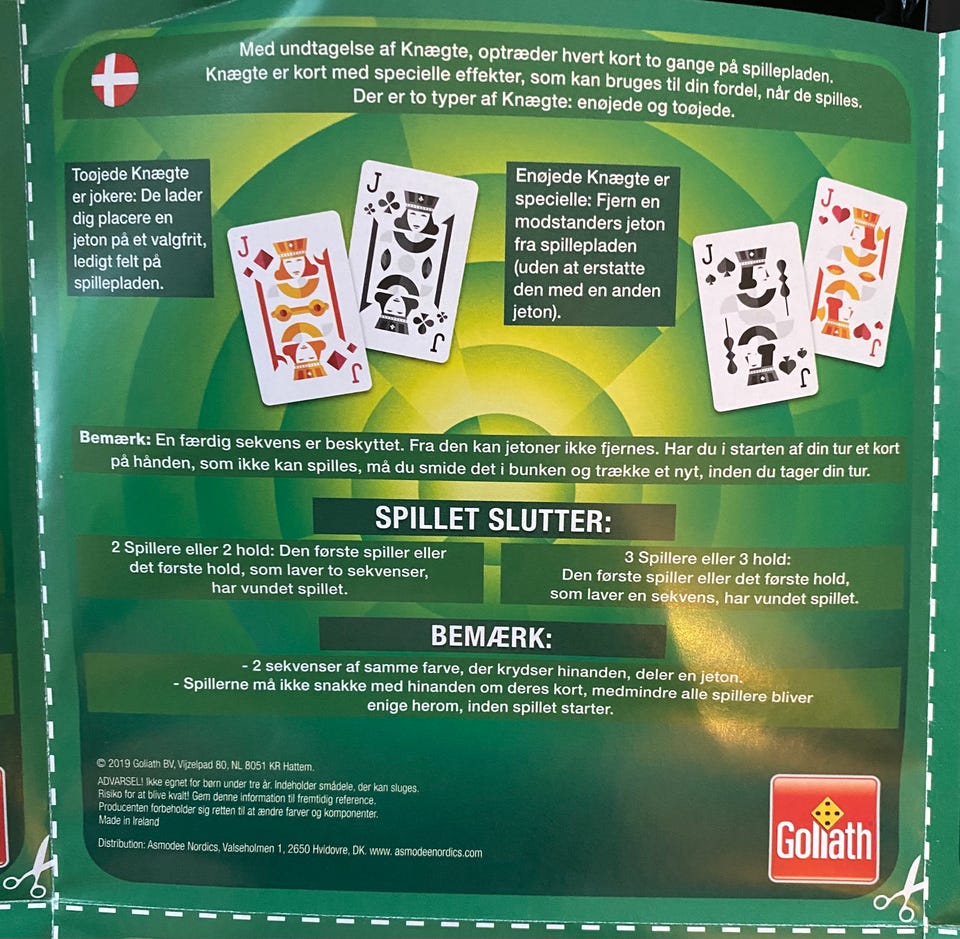 Med undtagelse af Knægte, optræder hvert kort to gange på spillepladen.
Knægte er kort med specielle effekter, som kan bruges til din fordel, når de spilles.
Der er to typer af Knægte: enøjede og toøjede.
Toøjede Knægte
er jokere: De lader
dig placere en
jeton på et valgfrit,
ledigt felt på
spillepladen.
J
J
J
J
Enøjede Knægte er
specielle: Fjern en
modstanders jeton
fra spillepladen
(uden at erstatte
den med en anden
jeton).
J
J
J
J
Bemærk: En færdig sekvens er beskyttet. Fra den kan jetoner ikke fjernes. Har du i starten af din tur et kort
på hånden, som ikke kan spilles, må du smide det i bunken og trække et nyt, inden du tager din tur.
SPILLET SLUTTER:
2 Spillere eller 2 hold: Den første spiller eller
det første hold, som laver to sekvenser,
har vundet spillet.
3 Spillere eller 3 hold:
Den første spiller eller det første hold,
som laver en sekvens, har vundet spillet.
BEMÆRK:
- 2 sekvenser af samme farve, der krydser hinanden, deler en jeton.
- Spillerne må ikke snakke med hinanden om deres kort, medmindre alle spillere bliver
enige herom, inden spillet starter.
© 2019 Goliath BV, Vijzelpad 80, NL 8051 KR Hattem.
ADVARSEL! Ikke egnet for børn under tre år. Indeholder smådele, der kan sluges.
Risiko for at blive kvalt! Gem denne information til fremtidig reference.
Producenten forbeholder sig retten til at ændre farver og komponenter.
Made in Ireland
Distribution: Asmodee Nordics, Valseholmen 1, 2650 Hvidovre, DK. www. asmodeenordics.com
Goliath